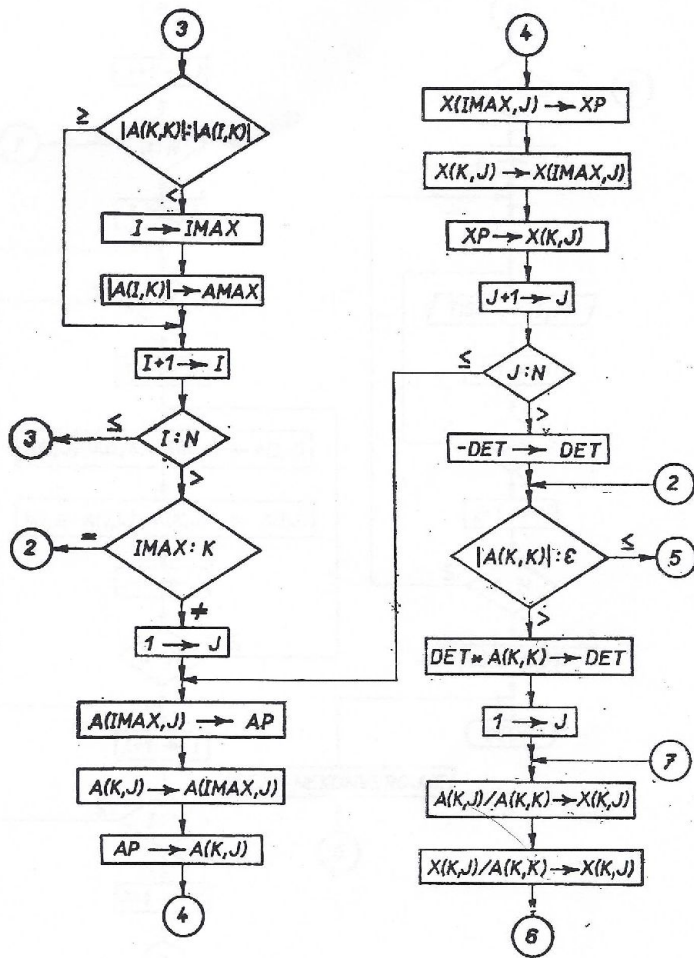 3
≥
|A(K,K)|:|A(I,K)|
<
I → IMAX
|A(I,K)| → AMAX
I+1 → I
3
≤
I:N
>
2
=
IMAX: K
≠
1 → J
A(IMAX,J) → AP
A(K,J) → A(IMAX,J)
AP → A(K,J)
4
4
X(IMAX,J) → XP
X(K,J) → X(IMAX,J)
XP → X(K,J)
J+1 → J
≤
J:N
>
-DET → DET
2
|A(K,K)|:ε
≤
5
>
DET* A(K,K) → DET
1 → J
7
A(K,J)/A(K,K) → X(K,J)
X(K,J)/A(K,K) → X(K,J)
6